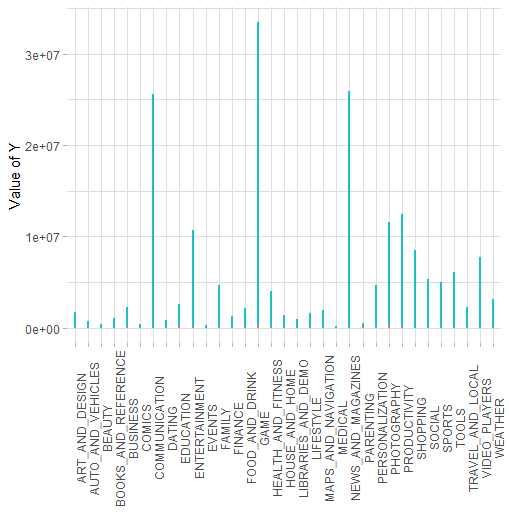 Value of Y
3e+07
2e+07
1e+07
0e+00
ART_AND_DESIGN
AUTO_AND_VEHICLES
BEAUTY
BOOKS_AND_REFERENCE
BUSINESS
COMICS
COMMUNICATION
DATING
EDUCATION
ENTERTAINMENT
EVENTS
FAMILY
FINANCE
FOOD_AND_DRINK
GAME
HEALTH_AND_FITNESS
HOUSE_AND_HOME
LIBRARIES_AND_DEMO
LIFESTYLE
MAPS_AND_NAVIGATION
MEDICAL
NEWS_AND_MAGAZINES
PARENTING
PERSONALIZATION
PHOTOGRAPHY
PRODUCTIVITY
SHOPPING
SOCIAL
SPORTS
TOOLS
TRAVEL_AND_LOCAL
VIDEO_PLAYERS
WEATHER